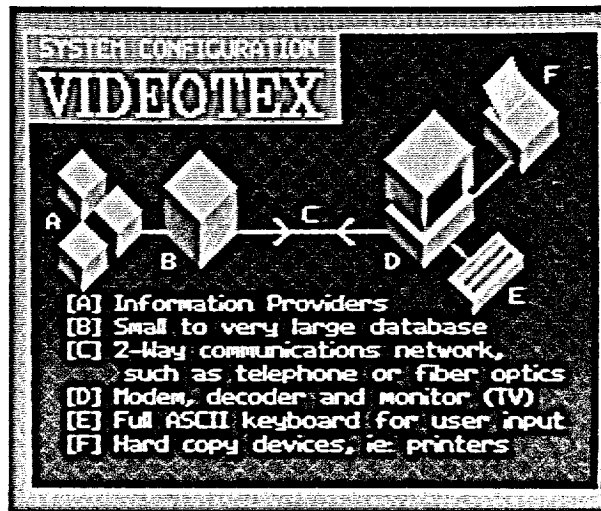 SYSTEM CONFIGURATION
VIDEOTEX
F
A
B
C
D
E
[A] Information Providers
[B] Small to very large database
[C] 2-Way communications network,
such as telephone or fiber optics
[D] Modem, decoder and monitor (TV)
[E] Full ASCII keyboard for user input
[F] Hard copy devices, ie: printers